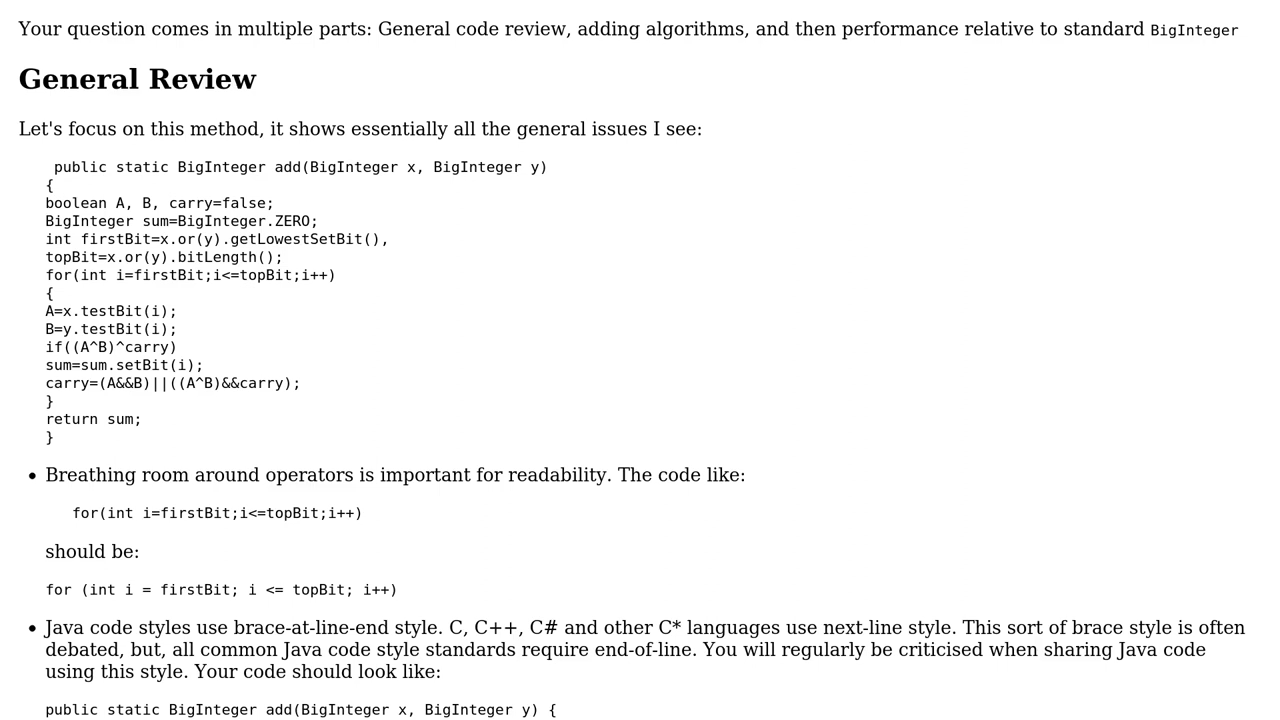 Your question comes in multiple parts: General code review, adding algorithms, and then performance relative to standard BigInteger
General Review
Let's focus on this method, it shows essentially all the general issues I see:
public static BigInteger add(BigInteger x, BigInteger y)
{
boolean A, B, carry=false;
BigInteger sum=BigInteger.ZERO;
int firstBit=x.or(y).getLowestSetBit(),
topBit=x.or(y).bitLength();
for(int i=firstBit;i<=topBit;i++)
{
A=x.testBit(i);
B=y.testBit(i);
if((A^B)^carry)
sum=sum.setBit(i);
carry=(A&&B)||((A^B)&&carry);
}
return sum;
}
• Breathing room around operators is important for readability. The code like:
for(int i=firstBit;i<=topBit;i++)
should be:
for (int i = firstBit; i <= topBit; i++)
• Java code styles use brace-at-line-end style. C, C++, C# and other C* languages use next-line style. This sort of brace style is often
debated, but, all common Java code style standards require end-of-line. You will regularly be criticised when sharing Java code
using this style. Your code should look like:
public static BigInteger add(BigInteger x, BigInteger y) {